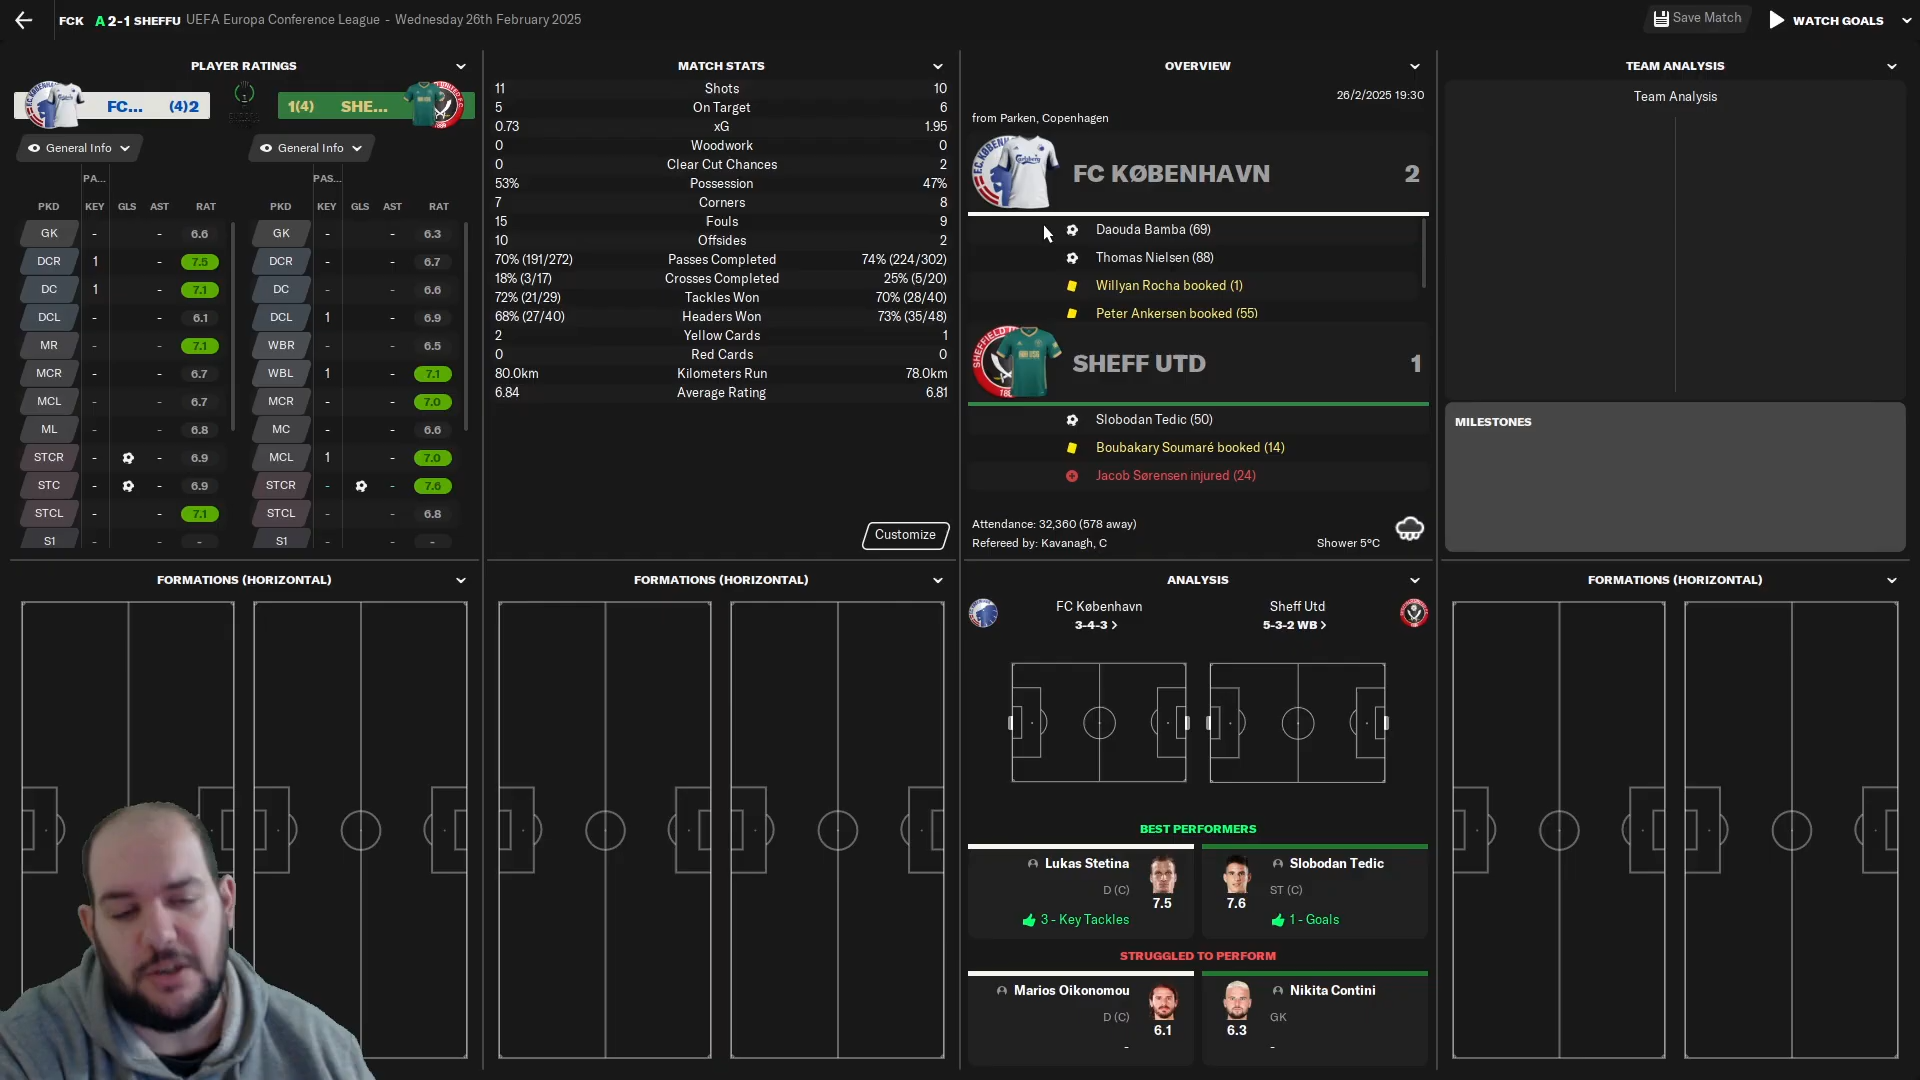 FCK A 2-1 SHEFFU UEFA Europa Conference League - Wednesday 26th February 2025
Save Match
WATCH GOALS
PLAYER RATINGS
FC... (4)2
1(4) SHE...
General Info
General Info
PA...
PAS...
PKD KEY GLS AST RAT
PKD KEY GLS AST RAT
GK - - 6.6
GK - - 6.3
DCR 1 - 7.5
DCR - - 6.7
DC 1 - 7.1
DC - - 6.6
DCL - - 6.1
DCL 1 - 6.9
MR - - 7.1
WBR - - 6.5
MCR - - 6.7
WBL 1 - 7.1
MCL - - 6.7
MCR - - 7.0
ML - - 6.8
MC - - 6.6
STCR - - 6.9
MCL 1 - 7.0
STC - - 6.9
STCR - - 7.6
STCL - - 7.1
STCL - - 6.8
S1 - - -
S1 - - -
MATCH STATS
11 Shots 10
5 On Target 6
0.73 xG 1.95
0 Woodwork 0
0 Clear Cut Chances 2
53% Possession 47%
7 Corners 8
15 Fouls 9
10 Offsides 2
70% (191/272) Passes Completed 74% (224/302)
18% (3/17) Crosses Completed 25% (5/20)
72% (21/29) Tackles Won 70% (28/40)
68% (27/40) Headers Won 73% (35/48)
2 Yellow Cards 1
0 Red Cards 0
80.0km Kilometers Run 78.0km
6.84 Average Rating 6.81
Customize
OVERVIEW
26/2/2025 19:30
from Parken, Copenhagen
FC KØBENHAVN 2
Daouda Bamba (69)
Thomas Nielsen (88)
Willyan Rocha booked (1)
Peter Ankersen booked (55)
SHEFF UTD 1
Slobodan Tedic (50)
Boubakary Soumaré booked (14)
Jacob Sørensen injured (24)
Attendance: 32,360 (578 away)
Refereed by: Kavanagh, C
Shower 5°C
TEAM ANALYSIS
Team Analysis
MILESTONES
FORMATIONS (HORIZONTAL)
FORMATIONS (HORIZONTAL)
ANALYSIS
FC København
3-4-3 >
Sheff Utd
5-3-2 WB >
BEST PERFORMERS
Lukas Stetina
D (C)
7.5
3 - Key Tackles
Slobodan Tedic
ST (C)
7.6
1 - Goals
STRUGGLED TO PERFORM
Marios Oikonomou
D (C)
6.1
-
Nikita Contini
GK
6.3
-
FORMATIONS (HORIZONTAL)